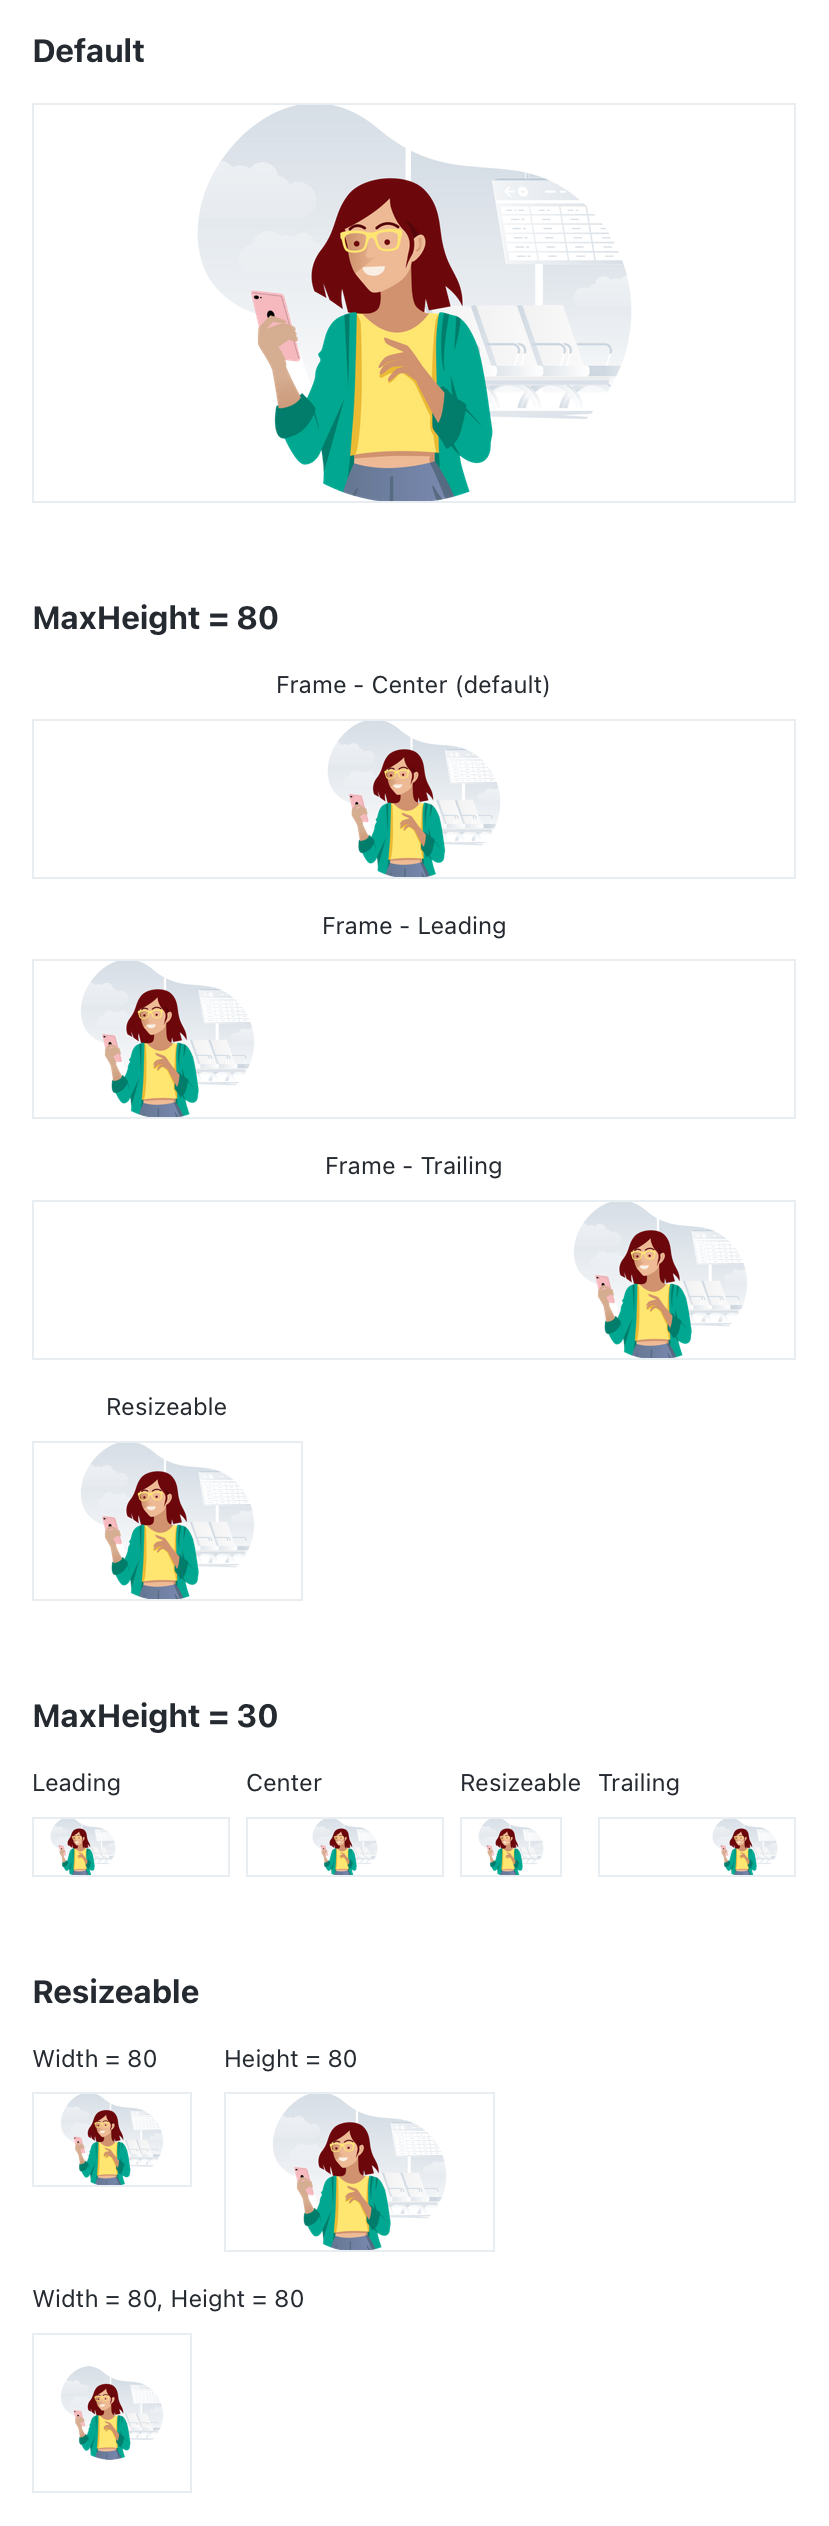 Default
MaxHeight = 80
Frame - Center (default)
Frame - Leading
Frame - Trailing
Resizeable
MaxHeight = 30
Leading Center Resizeable Trailing
Resizeable
Width = 80 Height = 80
Width = 80, Height = 80